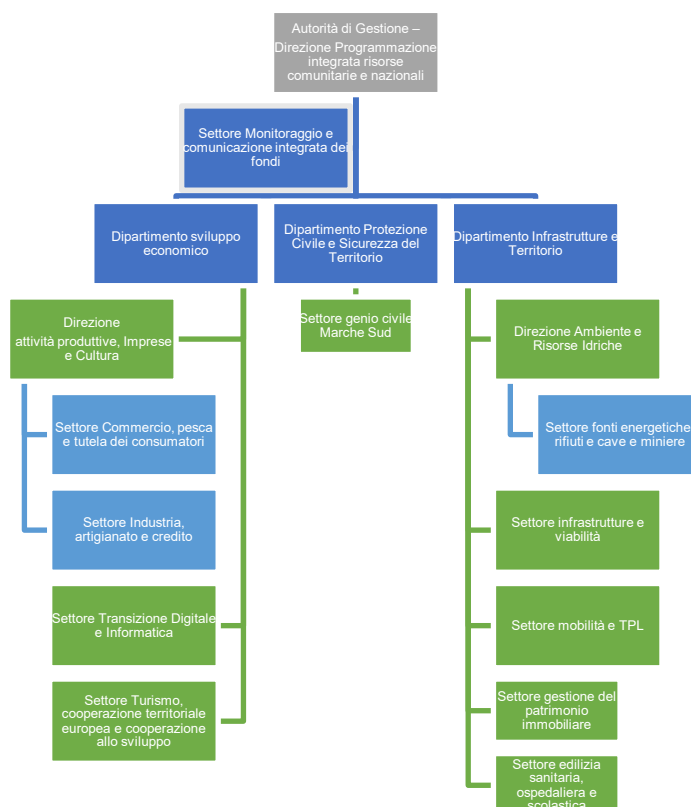 Autorità di Gestione –
Direzione Programmazione
integrata risorse
comunitarie e nazionali
Settore Monitoraggio e
comunicazione integrata dei
fondi
Dipartimento sviluppo
economico
Dipartimento Protezione
Civile e Sicurezza del
Territorio
Dipartimento Infrastrutture e
Territorio
Direzione
attività produttive, Imprese
e Cultura
Settore Commercio, pesca
e tutela dei consumatori
Settore Industria,
artigianato e credito
Settore Transizione Digitale
e Informatica
Settore Turismo,
cooperazione territoriale
europea e cooperazione
allo sviluppo
Settore genio civile
Marche Sud
Direzione Ambiente e
Risorse Idriche
Settore fonti energetiche
rifiuti e cave e miniere
Settore infrastrutture e
viabilità
Settore mobilità e TPL
Settore gestione del
patrimonio
immobiliare
Settore edilizia
sanitaria,
ospedaliera e
scolastica